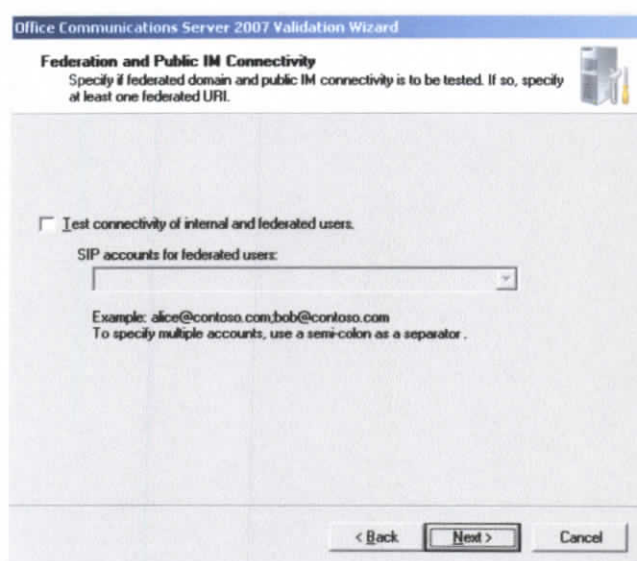 Office Communications Server 2007 Validation Wizard
Federation and Public IM Connectivity
Specify if federated domain and public IM connectivity is to be tested. If so, specify
at least one federated URI.
Test connectivity of internal and federated users.
SIP accounts for federated users:
Example: alice@contoso.com;bob@contoso.com
To specify multiple accounts, use a semi-colon as a separator .
< Back
Next >
Cancel